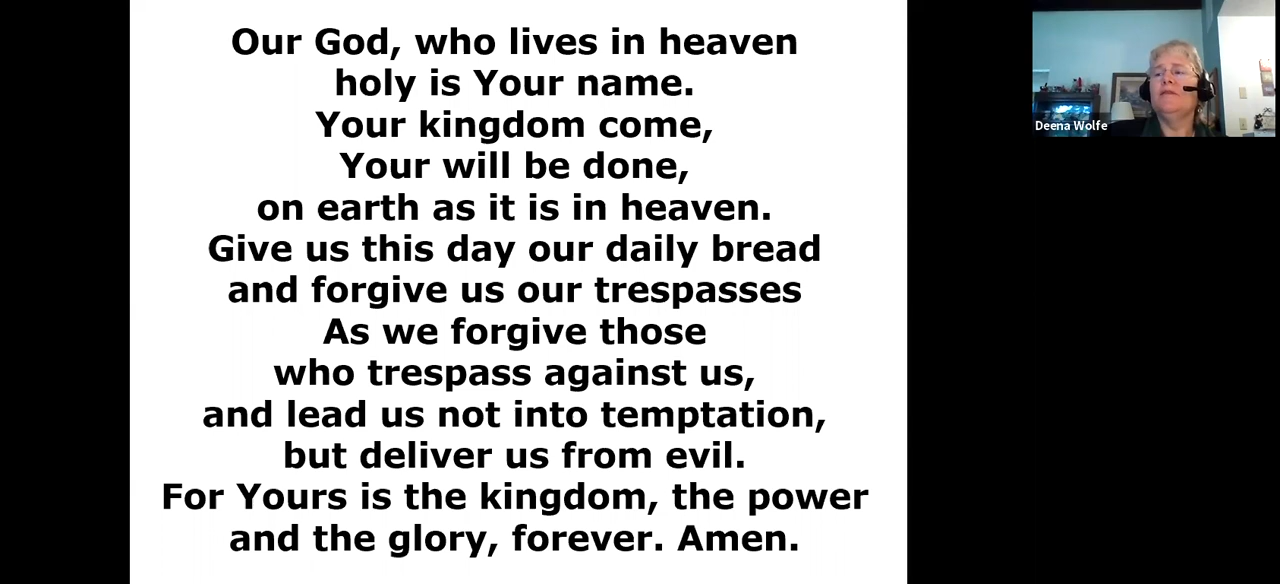 Our God, who lives in heaven
holy is Your name.
Your kingdom come,
Your will be done,
on earth as it is in heaven.
Give us this day our daily bread
and forgive us our trespasses
As we forgive those
who trespass against us,
and lead us not into temptation,
but deliver us from evil.
For Yours is the kingdom, the power
and the glory, forever. Amen.
Deena Wolfe